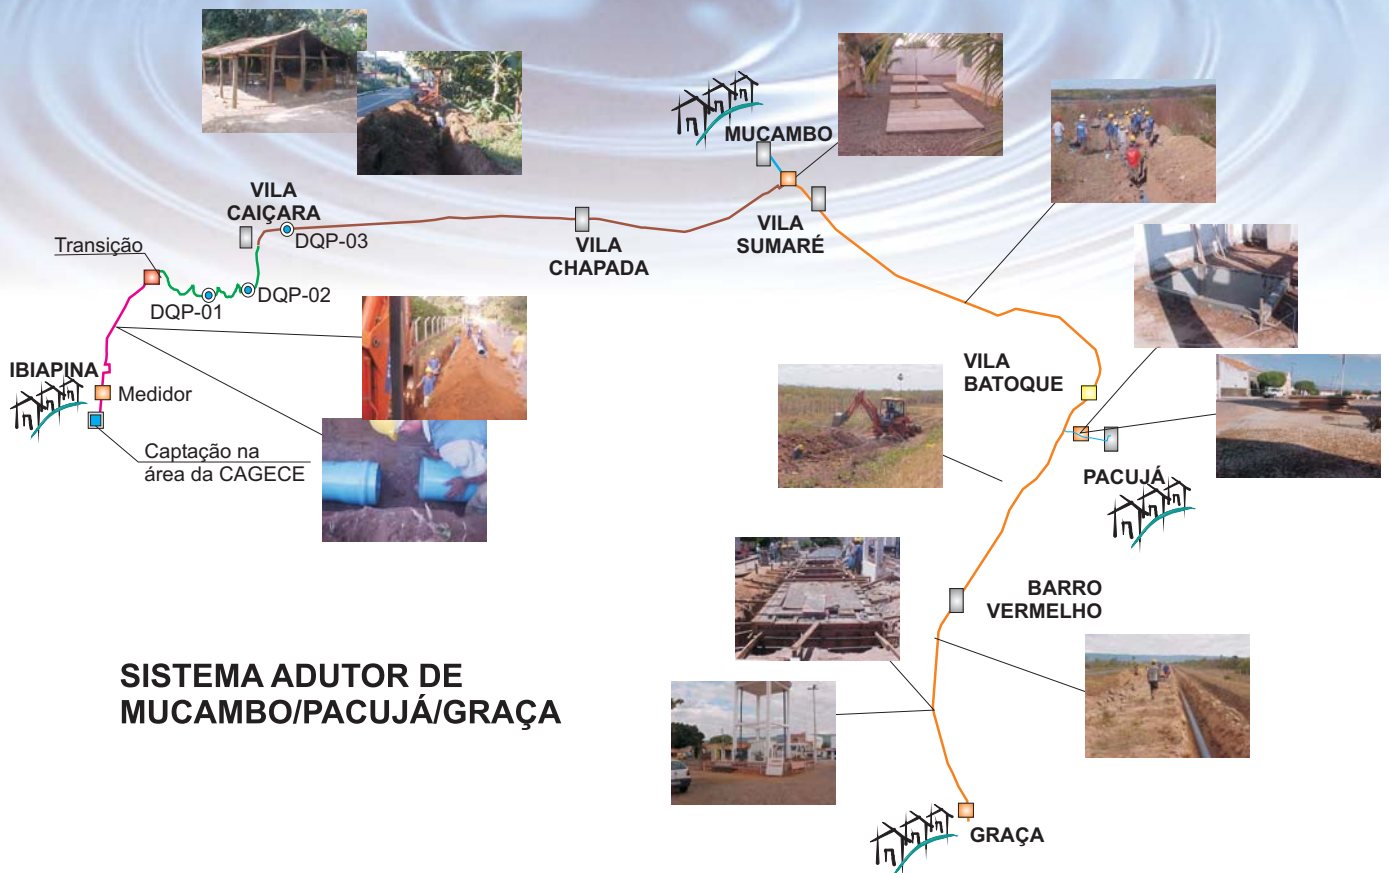 MUCAMBO
VILA
CAIÇARA
DQP-03
Transição
VILA
CHAPADA
VILA
SUMARÉ
DQP-02
DQP-01
IBIAPINA
Medidor
VILA
BATOQUE
Captação na
área da CAGECE
PACUJÁ
BARRO
VERMELHO
SISTEMA ADUTOR DE
MUCAMBO/PACUJÁ/GRAÇA
GRAÇA